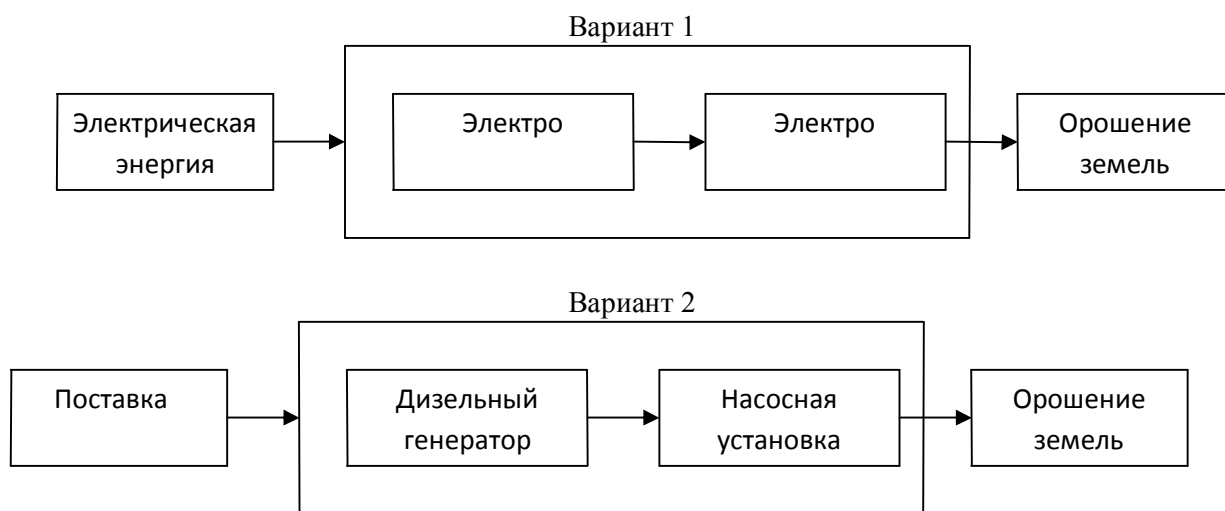 Вариант 1
Электрическая
энергия
Электро
Электро
Орошение
земель
Вариант 2
Поставка
Дизельный
генератор
Насосная
установка
Орошение
земель